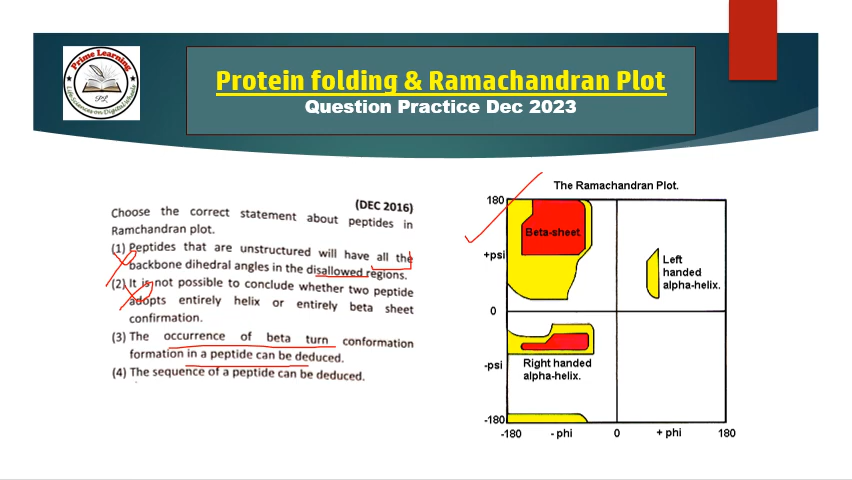 Prime Learning
PL
Protein folding & Ramachandran Plot
Question Practice Dec 2023
(DEC 2016)
Choose the correct statement about peptides in
Ramchandran plot.
(1) Peptides that are unstructured will have all the
backbone dihedral angles in the disallowed regions.
(2) It is not possible to conclude whether two peptide
adopts entirely helix or entirely beta sheet
confirmation.
(3) The occurrence of beta turn conformation
formation in a peptide can be deduced.
(4) The sequence of a peptide can be deduced.
The Ramachandran Plot.
180
Beta-sheet
+psi
Left
handed
alpha-helix.
0
-psi
Right handed
alpha-helix.
-180
-180
- phi
0
+ phi
180